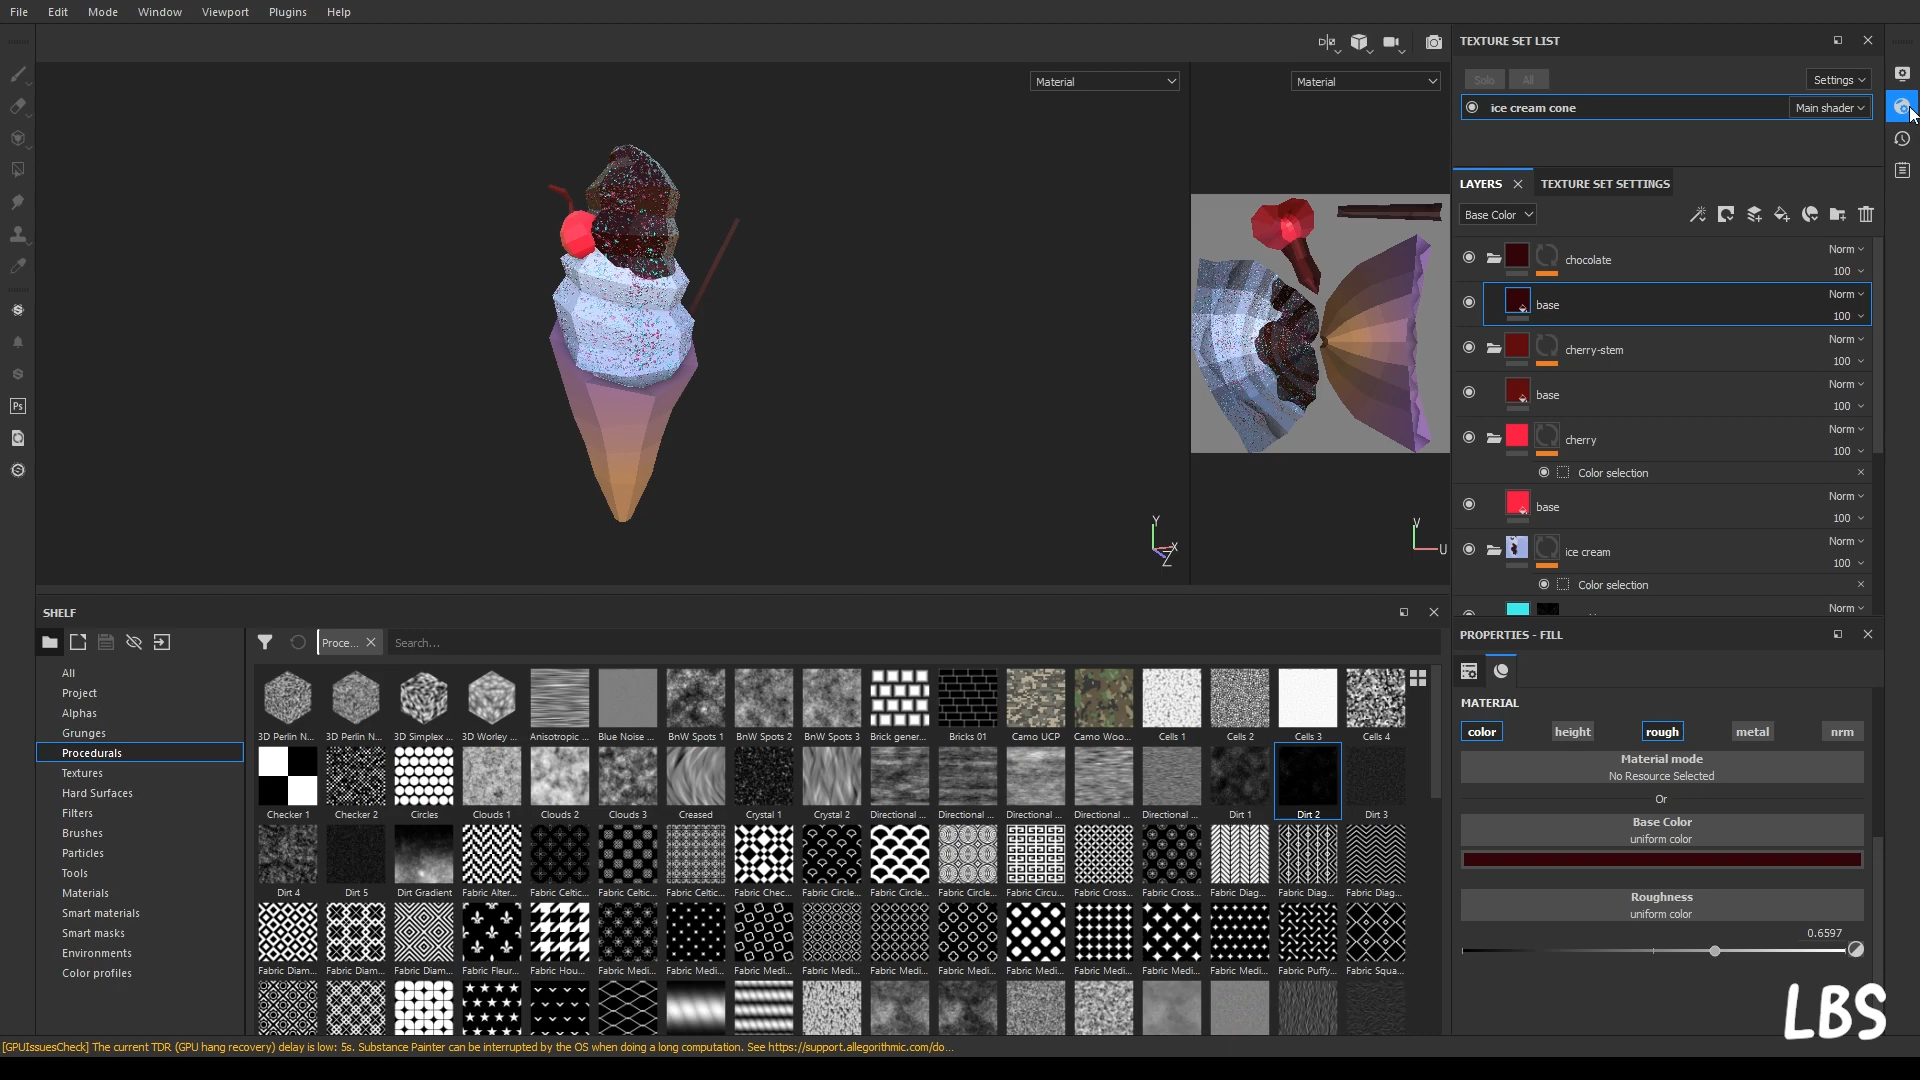 File Edit Mode Window Viewport Plugins Help
Material
Material
Y
X
Z
V
U
TEXTURE SET LIST
Solo All Settings
ice cream cone Main shader
LAYERS TEXTURE SET SETTINGS
Base Color
chocolate Norm 100
base Norm 100
cherry-stem Norm 100
base Norm 100
cherry Norm 100
Color selection
base Norm 100
ice cream Norm 100
Color selection
Norm
PROPERTIES - FILL
MATERIAL
color height rough metal nrm
Material mode
No Resource Selected
Or
Base Color
uniform color
Roughness
uniform color
0.6597
SHELF
Proce... Search...
All
Project
Alphas
Grunges
Procedurals
Textures
Hard Surfaces
Filters
Brushes
Particles
Tools
Materials
Smart materials
Smart masks
Environments
Color profiles
3D Perlin N... 3D Perlin N... 3D Simplex ... 3D Worley ... Anisotropic ... Blue Noise ... BnW Spots 1 BnW Spots 2 BnW Spots 3 Brick gener... Bricks 01 Camo UCP Camo Woo... Cells 1 Cells 2 Cells 3 Cells 4
Checker 1 Checker 2 Circles Clouds 1 Clouds 2 Clouds 3 Creased Crystal 1 Crystal 2 Directional ... Directional ... Directional ... Directional ... Directional ... Dirt 1 Dirt 2 Dirt 3
Dirt 4 Dirt 5 Dirt Gradient Fabric Alter... Fabric Celtic... Fabric Celtic... Fabric Celtic... Fabric Chec... Fabric Circle... Fabric Circle... Fabric Circle... Fabric Circu... Fabric Cross... Fabric Cross... Fabric Diag... Fabric Diag... Fabric Diag...
Fabric Diam... Fabric Diam... Fabric Diam... Fabric Fleur... Fabric Hou... Fabric Medi... Fabric Medi... Fabric Medi... Fabric Medi... Fabric Medi... Fabric Medi... Fabric Medi... Fabric Medi... Fabric Medi... Fabric Medi... Fabric Puffy... Fabric Squa...
[GPUIssuesCheck] The current TDR (GPU hang recovery) delay is low: 5s. Substance Painter can be interrupted by the OS when doing a long computation. See https://support.allegorithmic.com/do...
Ps
LBS